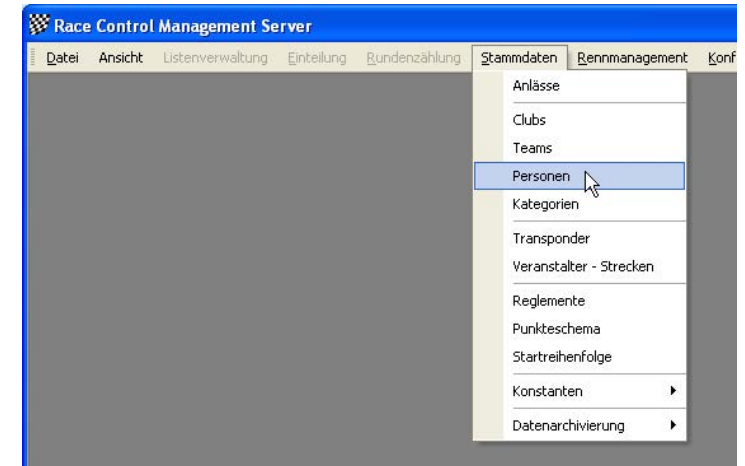 Race Control Management Server
Datei Ansicht Listenverwaltung Einteilung Rundenzählung Stammdaten Rennmanagement Konf
Anlässe
Clubs
Teams
Personen
Kategorien
Transponder
Veranstalter - Strecken
Reglemente
Punkteschema
Startreihenfolge
Konstanten
Datenarchivierung